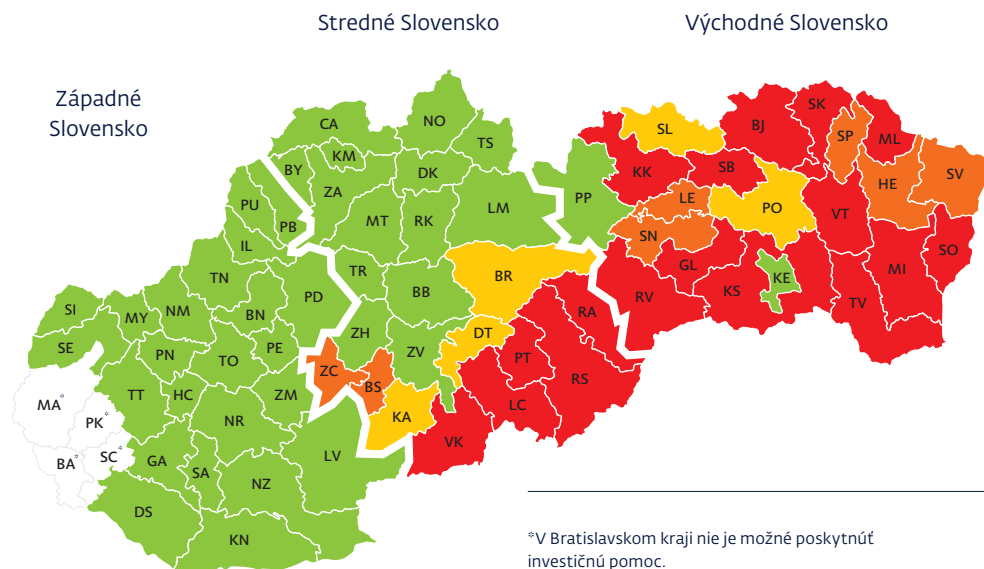 Stredné Slovensko
Východné Slovensko
Západné
Slovensko
CA
NO
TS
BY
KM
ZA
DK
PU
PB
MT
RK
LM
IL
TN
TR
BR
BB
PD
SI
MY
NM
BN
ZH
DT
SE
PN
TO
PE
ZV
ZC
BS
MA*
TT
HC
ZM
KA
PK*
NR
BA*
SC*
GA
SA
NZ
LV
VK
DS
KN
RA
PT
RS
LC
SL
BJ
SK
SP
ML
KK
SB
HE
SV
PP
LE
PO
VT
SN
GL
KE
SO
RV
KS
TV
MI
*V Bratislavskom kraji nie je možné poskytnúť
investičnú pomoc.